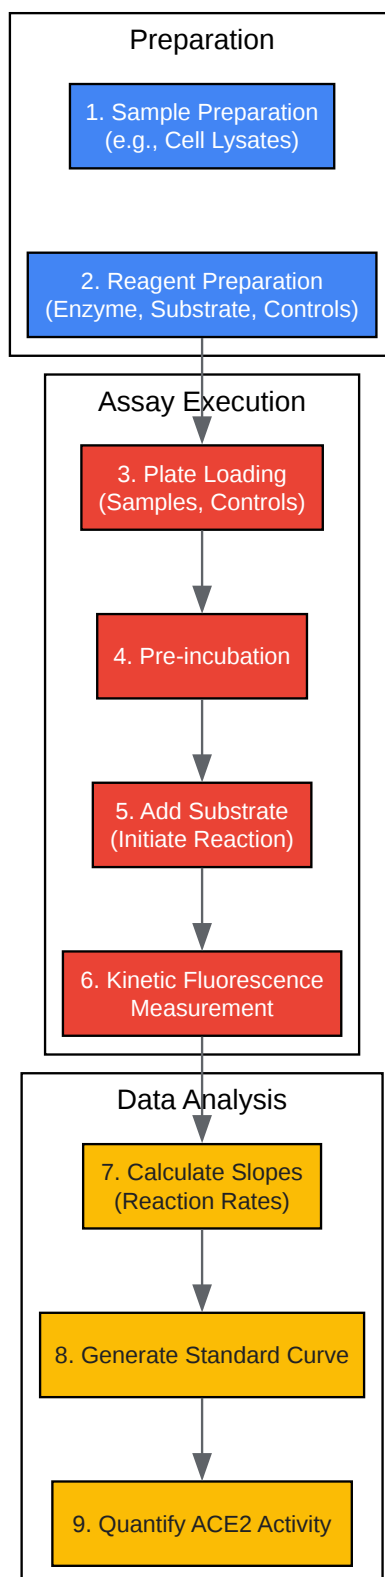 Preparation
1. Sample Preparation
(e.g., Cell Lysates)
2. Reagent Preparation
(Enzyme, Substrate, Controls)
Assay Execution
3. Plate Loading
(Samples, Controls)
4. Pre-incubation
5. Add Substrate
(Initiate Reaction)
6. Kinetic Fluorescence
Measurement
Data Analysis
7. Calculate Slopes
(Reaction Rates)
8. Generate Standard Curve
9. Quantify ACE2 Activity